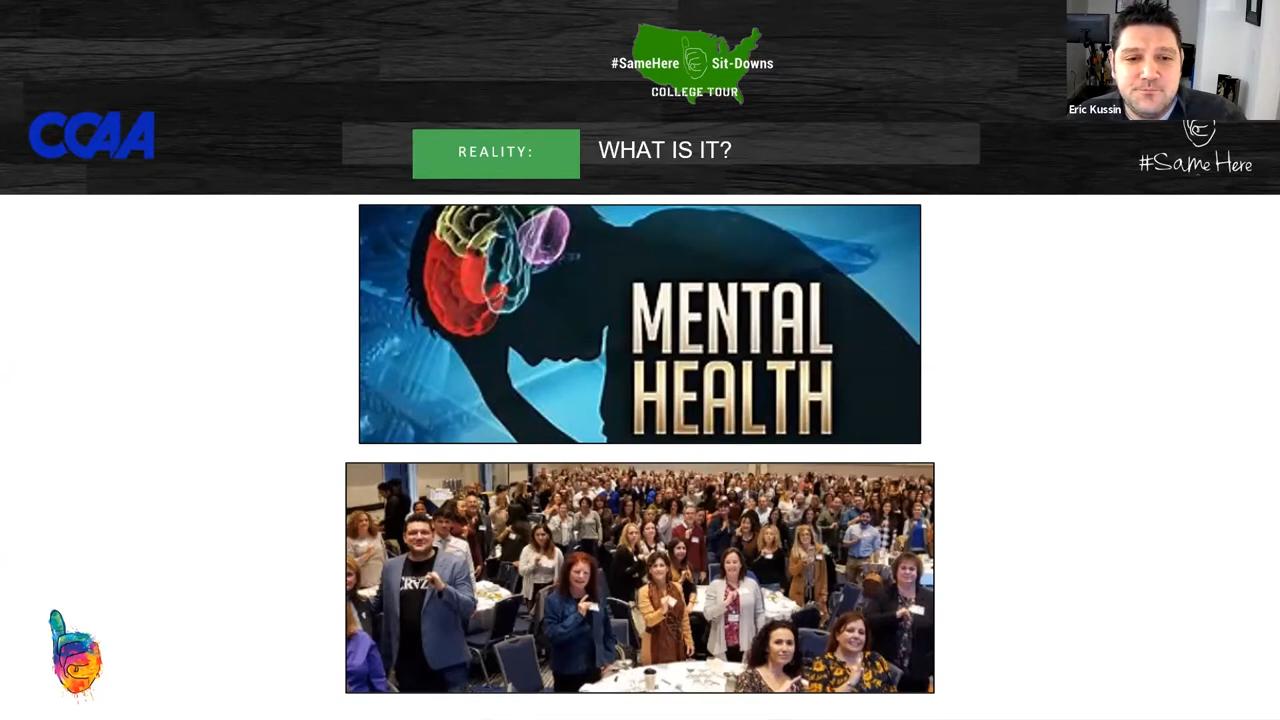 #SameHere Sit-Downs
COLLEGE TOUR
Eric Kussin
CCAA
REALITY:
WHAT IS IT?
#SameHere
MENTAL
HEALTH